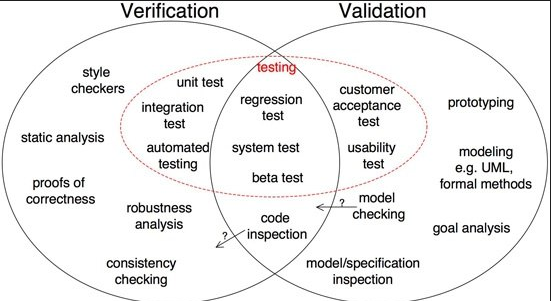 Verification
Validation
testing
style
checkers
unit test
integration
test
automated
testing
static analysis
proofs of
correctness
robustness
analysis
consistency
checking
regression
test
system test
beta test
code
inspection
?
customer
acceptance
test
usability
test
?
model
checking
model/specification
inspection
prototyping
modeling
e.g. UML,
formal methods
goal analysis